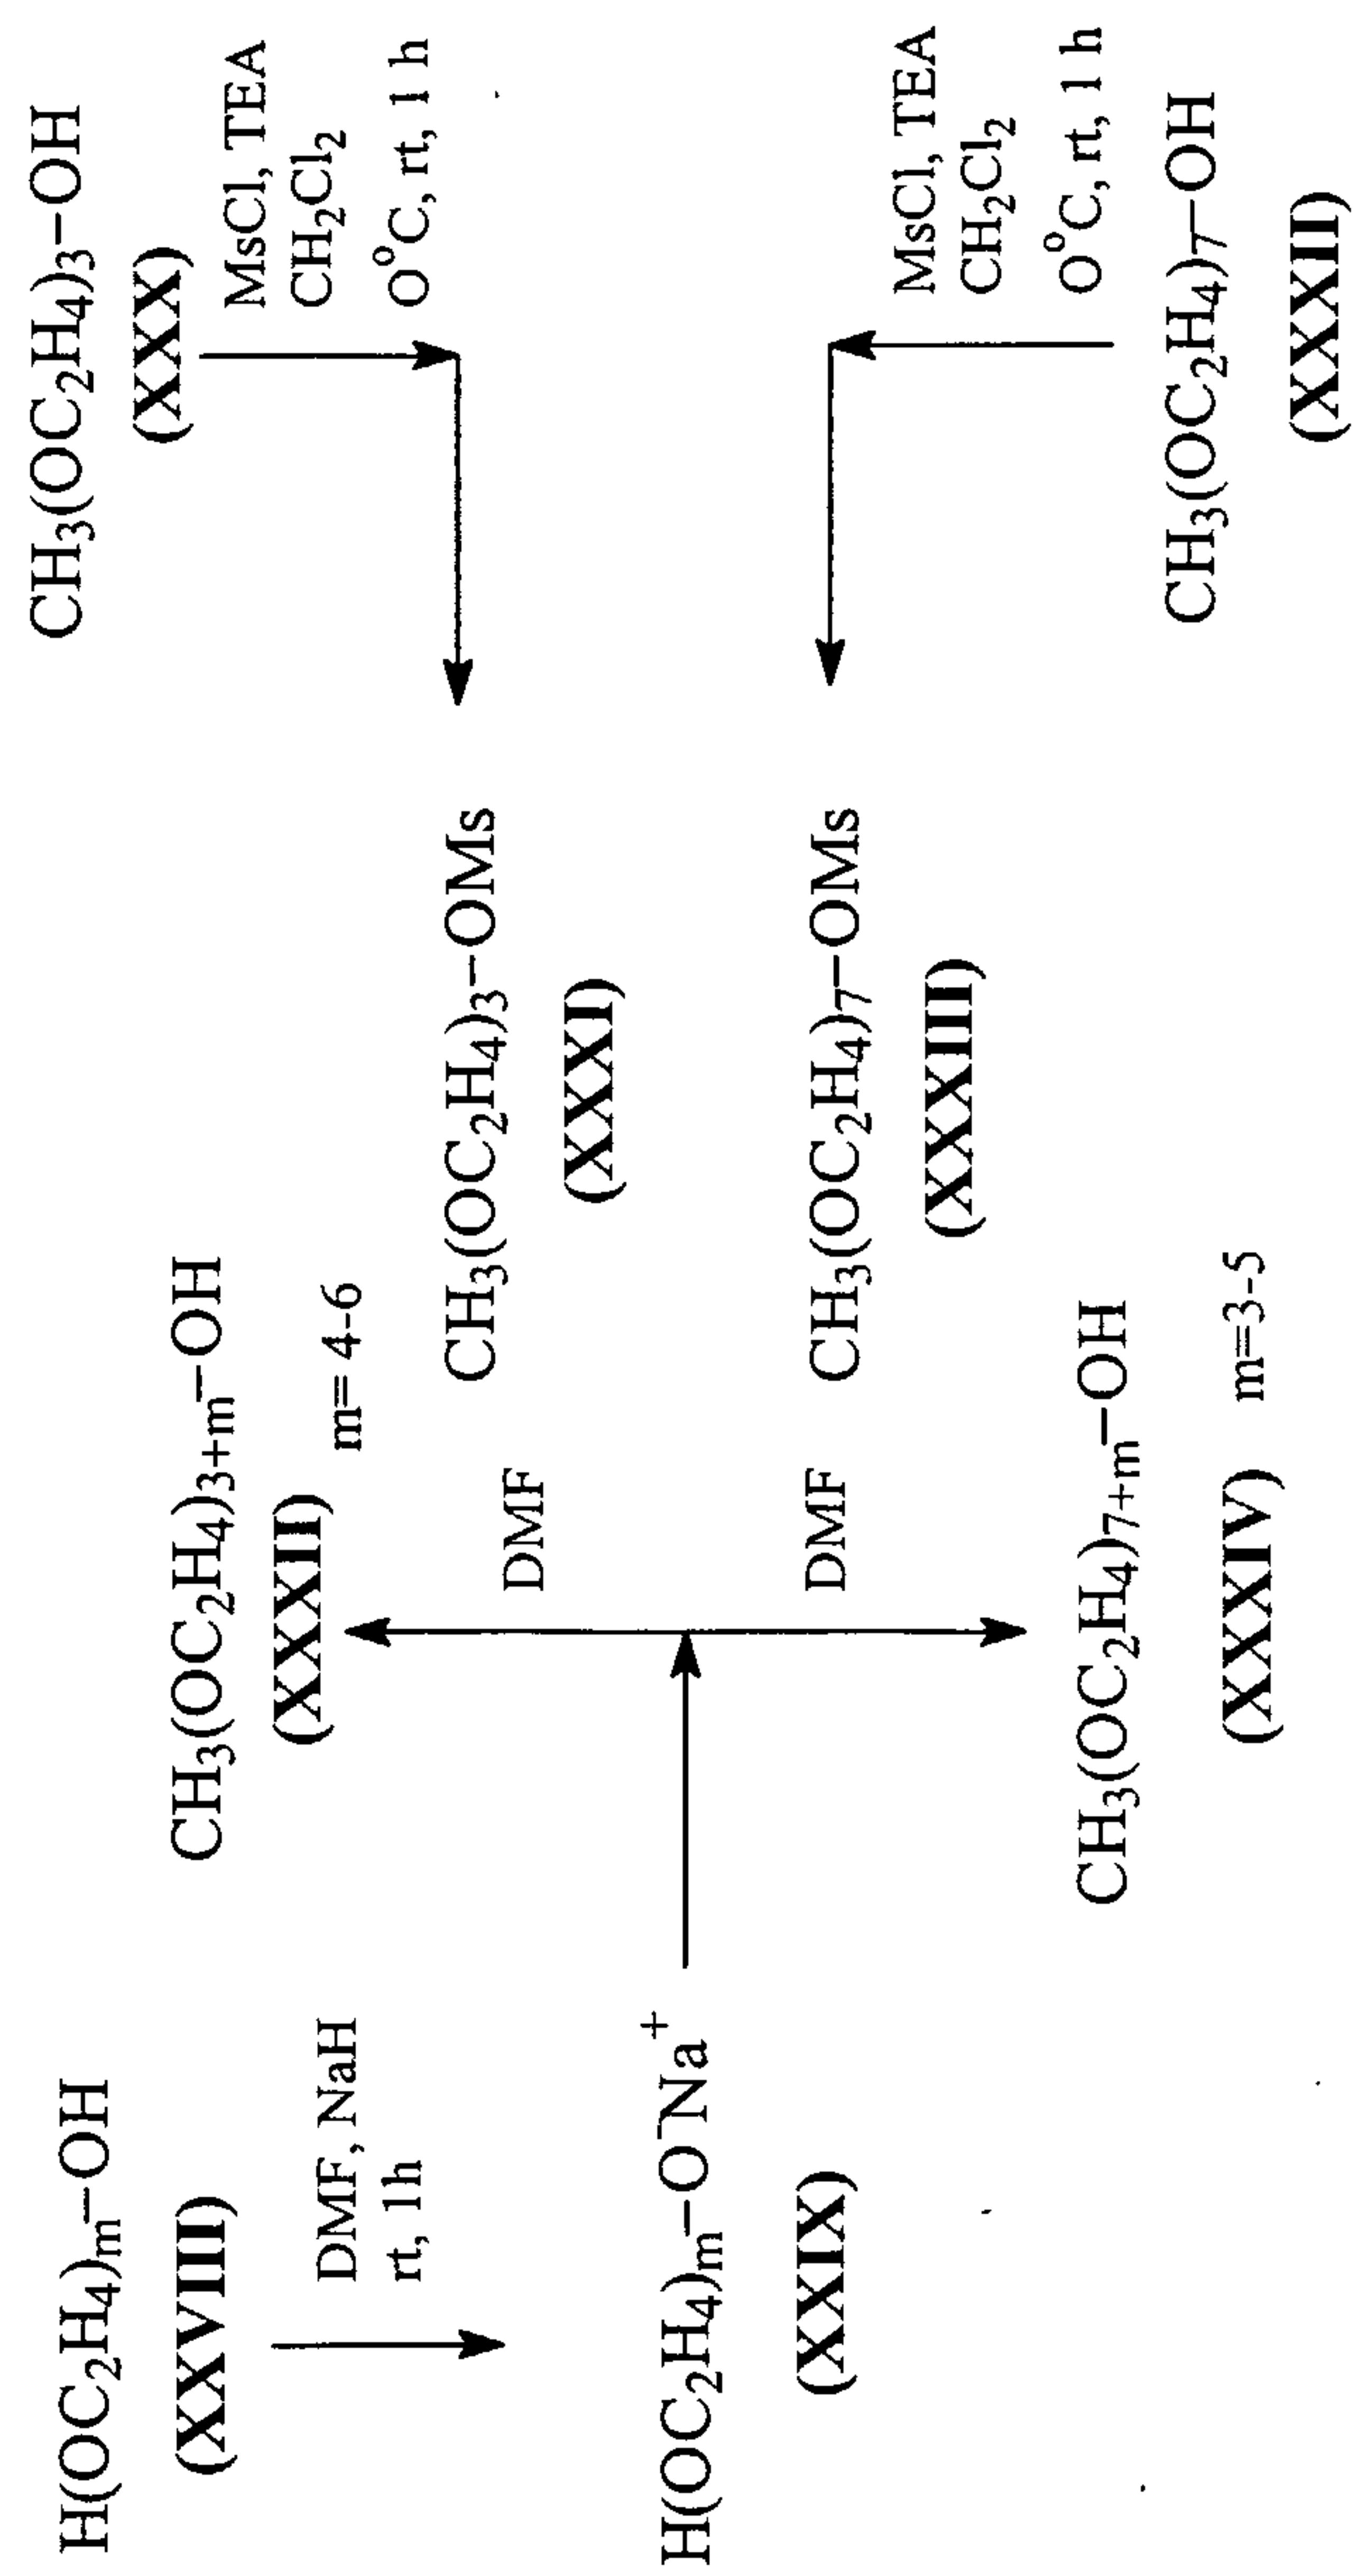 H(OC₂H₄)ₘ—OH
(XXVIII)
DMF, NaH
rt, 1h
H(OC₂H₄)ₘ—O⁻Na⁺
(XXIX)
CH₃(OC₂H₄)₃₊ₘ—OH
(XXXII)
m= 4-6
DMF
DMF
CH₃(OC₂H₄)₇₊ₘ—OH
(XXXIV) m=3-5
CH₃(OC₂H₄)₃—OMs
(XXXI)
CH₃(OC₂H₄)₇—OMs
(XXXIII)
CH₃(OC₂H₄)₃—OH
(XXX)
MsCl, TEA
CH₂Cl₂
O°C, rt, 1 h
MsCl, TEA
CH₂Cl₂
O°C, rt, 1 h
CH₃(OC₂H₄)₇—OH
(XXXII)